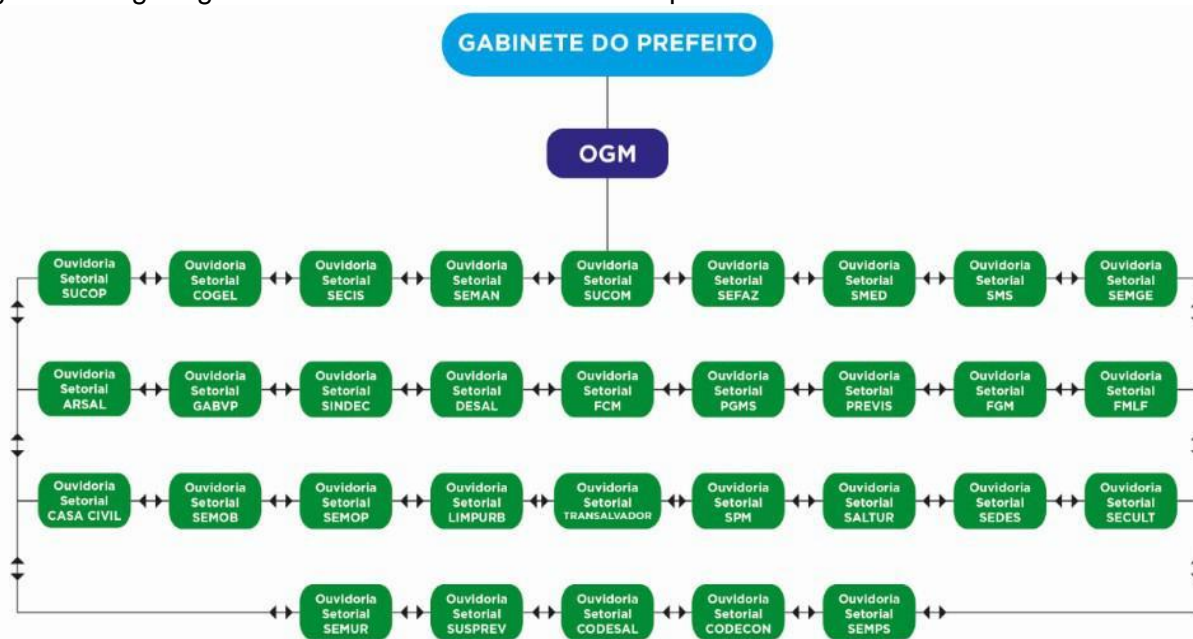 GABINETE DO PREFEITO
OGM
Ouvidoria
Setorial
SUCOP
Ouvidoria
Setorial
COGEL
Ouvidoria
Setorial
SECIS
Ouvidoria
Setorial
SEMAN
Ouvidoria
Setorial
SUCOM
Ouvidoria
Setorial
SEFAZ
Ouvidoria
Setorial
SMED
Ouvidoria
Setorial
SMS
Ouvidoria
Setorial
SEMGE
Ouvidoria
Setorial
ARSAL
Ouvidoria
Setorial
GABVP
Ouvidoria
Setorial
SINDEC
Ouvidoria
Setorial
DESAL
Ouvidoria
Setorial
FCM
Ouvidoria
Setorial
PGMS
Ouvidoria
Setorial
PREVIS
Ouvidoria
Setorial
FGM
Ouvidoria
Setorial
FMLF
Ouvidoria
Setorial
CASA CIVIL
Ouvidoria
Setorial
SEMOB
Ouvidoria
Setorial
SEMOP
Ouvidoria
Setorial
LIMPURB
Ouvidoria
Setorial
TRANSALVADOR
Ouvidoria
Setorial
SPM
Ouvidoria
Setorial
SALTUR
Ouvidoria
Setorial
SEDES
Ouvidoria
Setorial
SECULT
Ouvidoria
Setorial
SEMUR
Ouvidoria
Setorial
SUSPREV
Ouvidoria
Setorial
CODESAL
Ouvidoria
Setorial
CODECON
Ouvidoria
Setorial
SEMPS